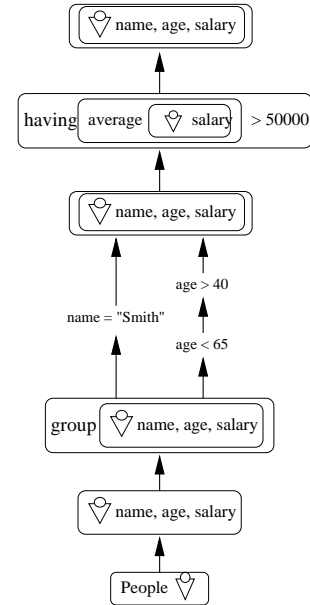 name, age, salary
having average salary > 50000
name, age, salary
age > 40
name = "Smith"
age < 65
group name, age, salary
name, age, salary
People